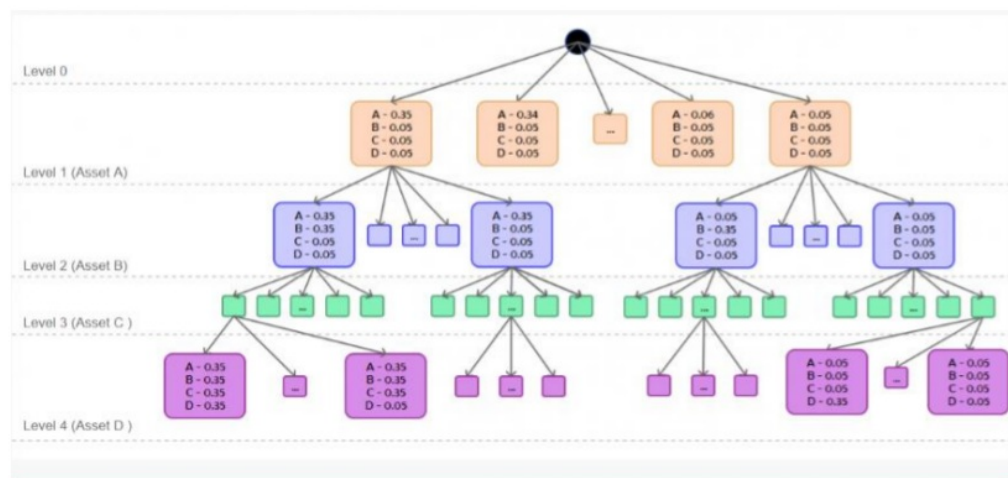 Level 0
A - 0.35
B - 0.05
C - 0.05
D - 0.05
A - 0.34
B - 0.05
C - 0.05
D - 0.05
...
A - 0.06
B - 0.05
C - 0.05
D - 0.05
A - 0.05
B - 0.05
C - 0.05
D - 0.05
Level 1 (Asset A)
A - 0.35
B - 0.35
C - 0.05
D - 0.05
...
A - 0.35
B - 0.05
C - 0.05
D - 0.05
A - 0.05
B - 0.35
C - 0.05
D - 0.05
...
A - 0.05
B - 0.05
C - 0.05
D - 0.05
Level 2 (Asset B)
...
...
...
...
Level 3 (Asset C )
A - 0.35
B - 0.35
C - 0.35
D - 0.35
...
A - 0.35
B - 0.35
C - 0.35
D - 0.05
...
...
A - 0.05
B - 0.05
C - 0.05
D - 0.35
...
A - 0.05
B - 0.05
C - 0.05
D - 0.05
Level 4 (Asset D )